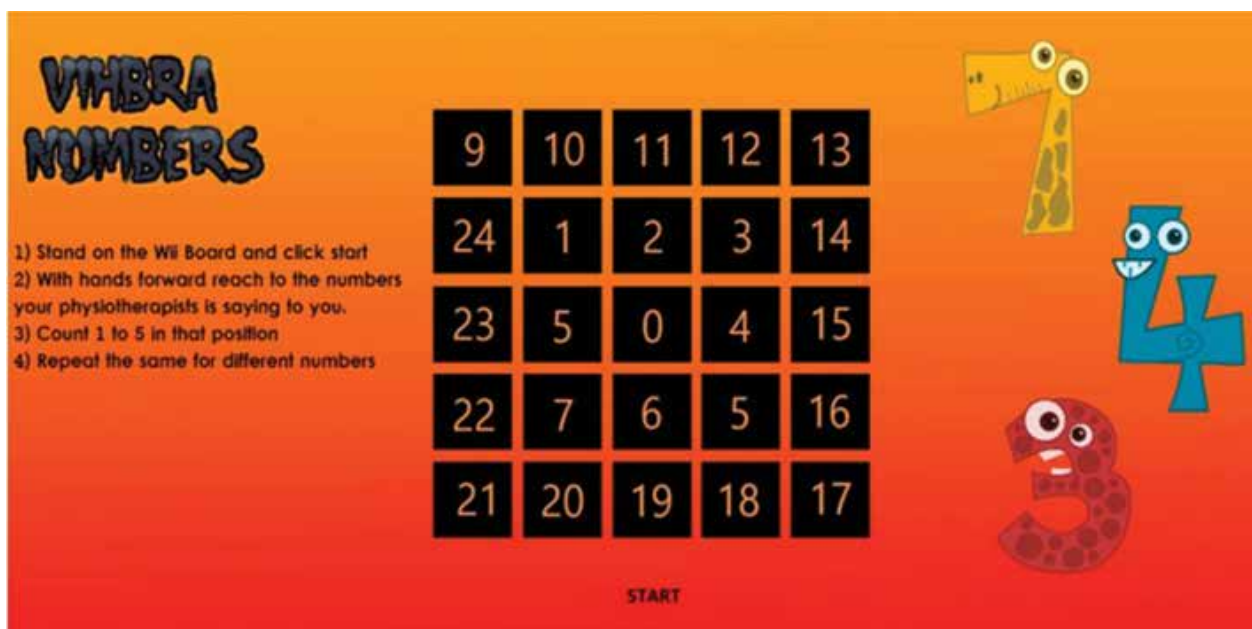 VIHBRA
NUMBERS
1) Stand on the Wii Board and click start
2) With hands forward reach to the numbers
your physiotherapists is saying to you.
3) Count 1 to 5 in that position
4) Repeat the same for different numbers
9 10 11 12 13
24 1 2 3 14
23 5 0 4 15
22 7 6 5 16
21 20 19 18 17
START
7
4
3